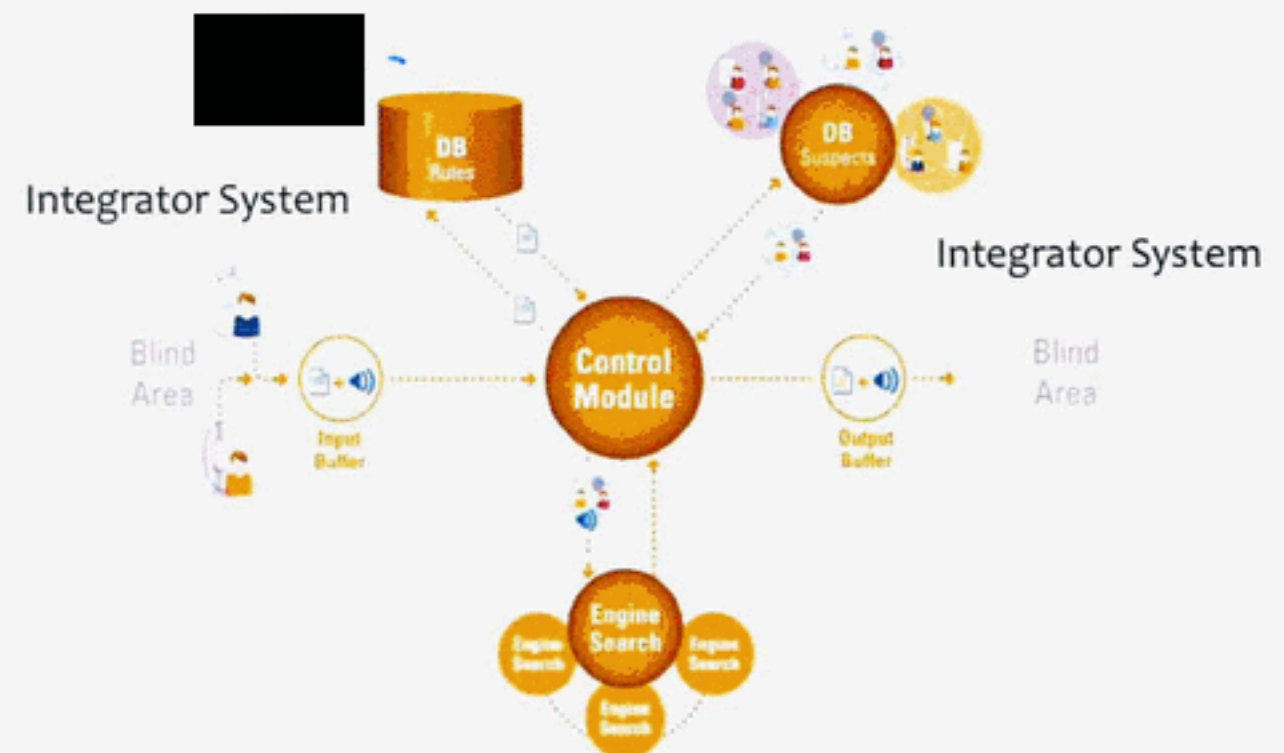 DB
Rules
DB
Suspects
Integrator System
Integrator System
Blind
Area
Input
Buffer
Control
Module
Output
Buffer
Blind
Area
Engine
Search
Engine
Search
Engine
Search
Engine
Search